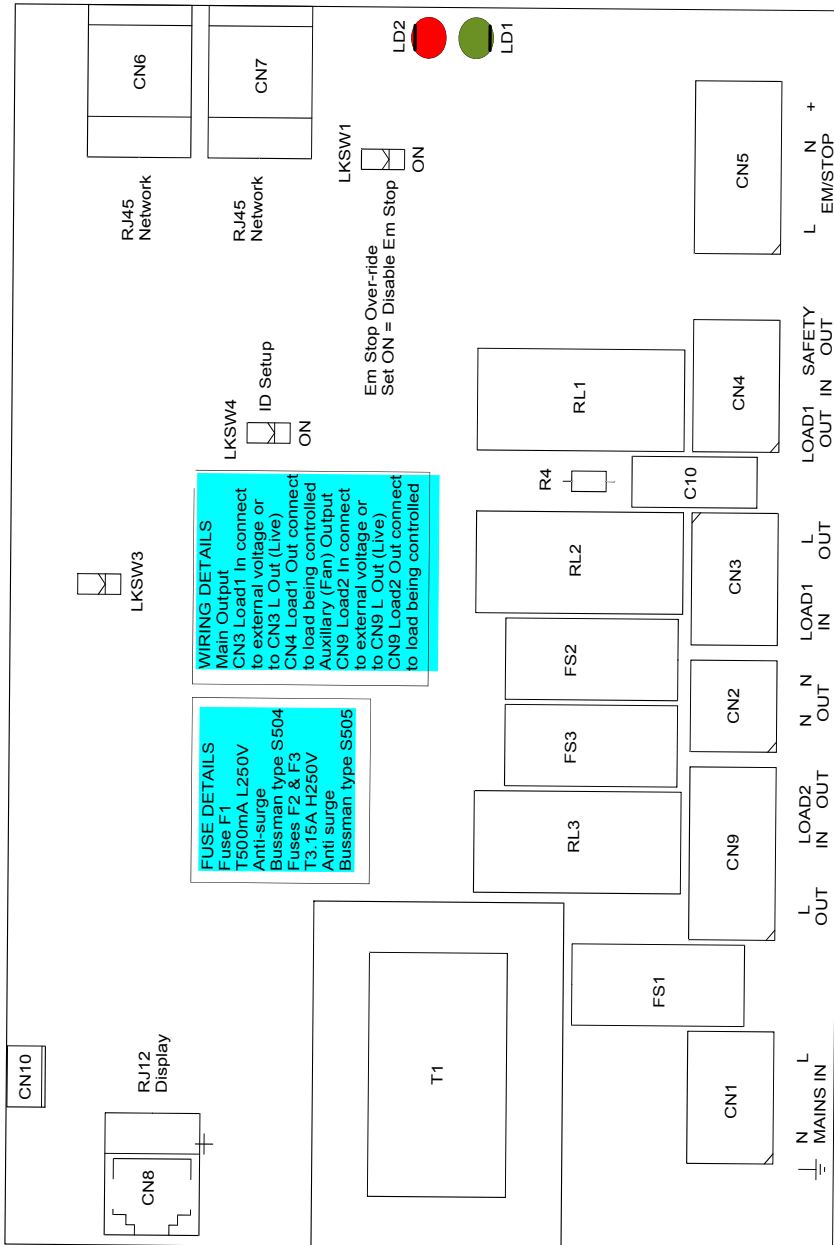 CN10
CN8
RJ12
Display
LKSW3
CN6
RJ45
Network
CN7
RJ45
Network
FUSE DETAILS
Fuse F1
T500mA L250V
Anti-surge
Bussman type S504
Fuses F2 & F3
T3.15A H250V
Anti surge
Bussman type S505
WIRING DETAILS
Main Output
CN3 Load1 In connect
to external voltage or
to CN3 L Out (Live)
CN4 Load1 Out connect
to load being controlled
Auxillary (Fan) Output
CN9 Load2 In connect
to external voltage or
to CN9 L Out (Live)
CN9 Load2 Out connect
to load being controlled
LKSW4
ID Setup
ON
LKSW1
ON
Em Stop Over-ride
Set ON = Disable Em Stop
LD2
LD1
T1
FS1
RL3
FS3
FS2
RL2
R4
C10
RL1
CN1
CN9
CN2
CN3
CN4
CN5
N L
MAINS IN
L LOAD2
OUT IN OUT
N N
OUT
LOAD1 L
IN OUT
LOAD1 SAFETY
OUT IN OUT
L N +
EM/STOP